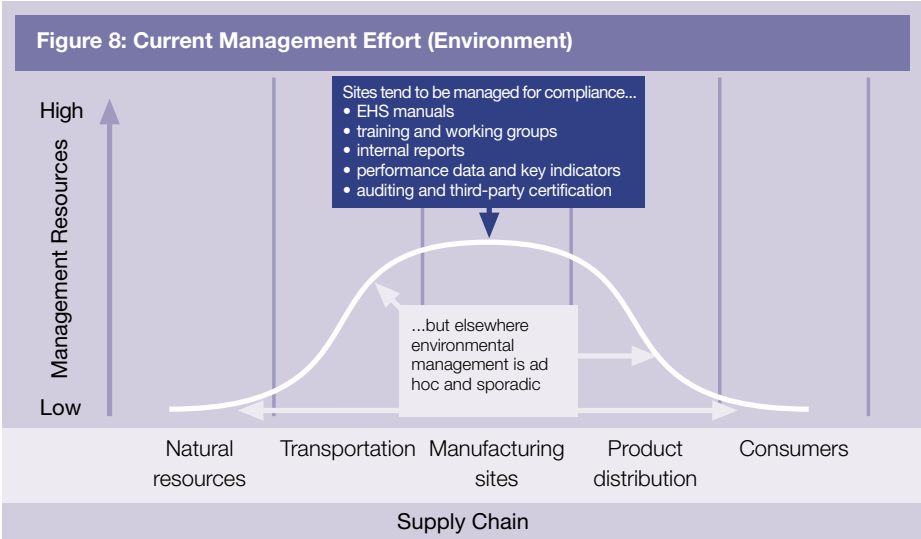 Figure 8: Current Management Effort (Environment)
High
Management Resources
Low
Sites tend to be managed for compliance...
• EHS manuals
• training and working groups
• internal reports
• performance data and key indicators
• auditing and third-party certification
...but elsewhere
environmental
management is ad
hoc and sporadic
Natural
resources
Transportation
Manufacturing
sites
Product
distribution
Consumers
Supply Chain